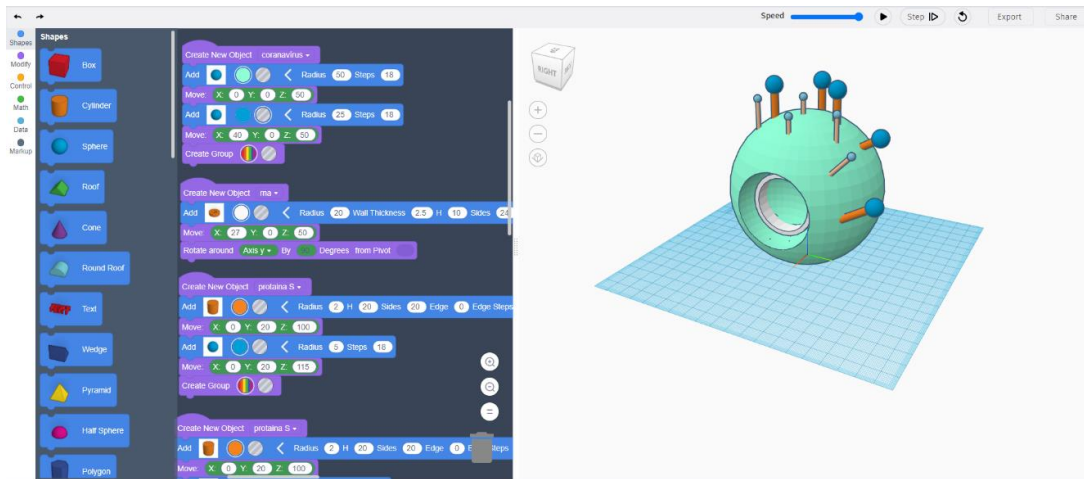 Speed Step Export Share
Shapes
Modify
Control
Math
Data
Markup
Shapes
Box
Cylinder
Sphere
Roof
Cone
Round Roof
Text
Wedge
Pyramid
Half Sphere
Polygon
Create New Object coranavírus
Add Radius 50 Steps 18
Move: X: 0 Y: 0 Z: 50
Add Radius 25 Steps 18
Move: X: 40 Y: 0 Z: 50
Create Group
Create New Object ma
Add Radius 20 Wall Thickness 2.5 H 10 Sides 24
Move: X: 27 Y: 0 Z: 50
Rotate around Axis y By Degrees from Pivot
Create New Object protaina S
Add Radius 2 H 20 Sides 20 Edge 0 Edge Steps
Move: X: 0 Y: 20 Z: 100
Add Radius 5 Steps 18
Move: X: 0 Y: 20 Z: 115
Create Group
Create New Object protaina S
Add Radius 2 H 20 Sides 20 Edge 0
Move: X: 0 Y: 20 Z: 100
RIGHT